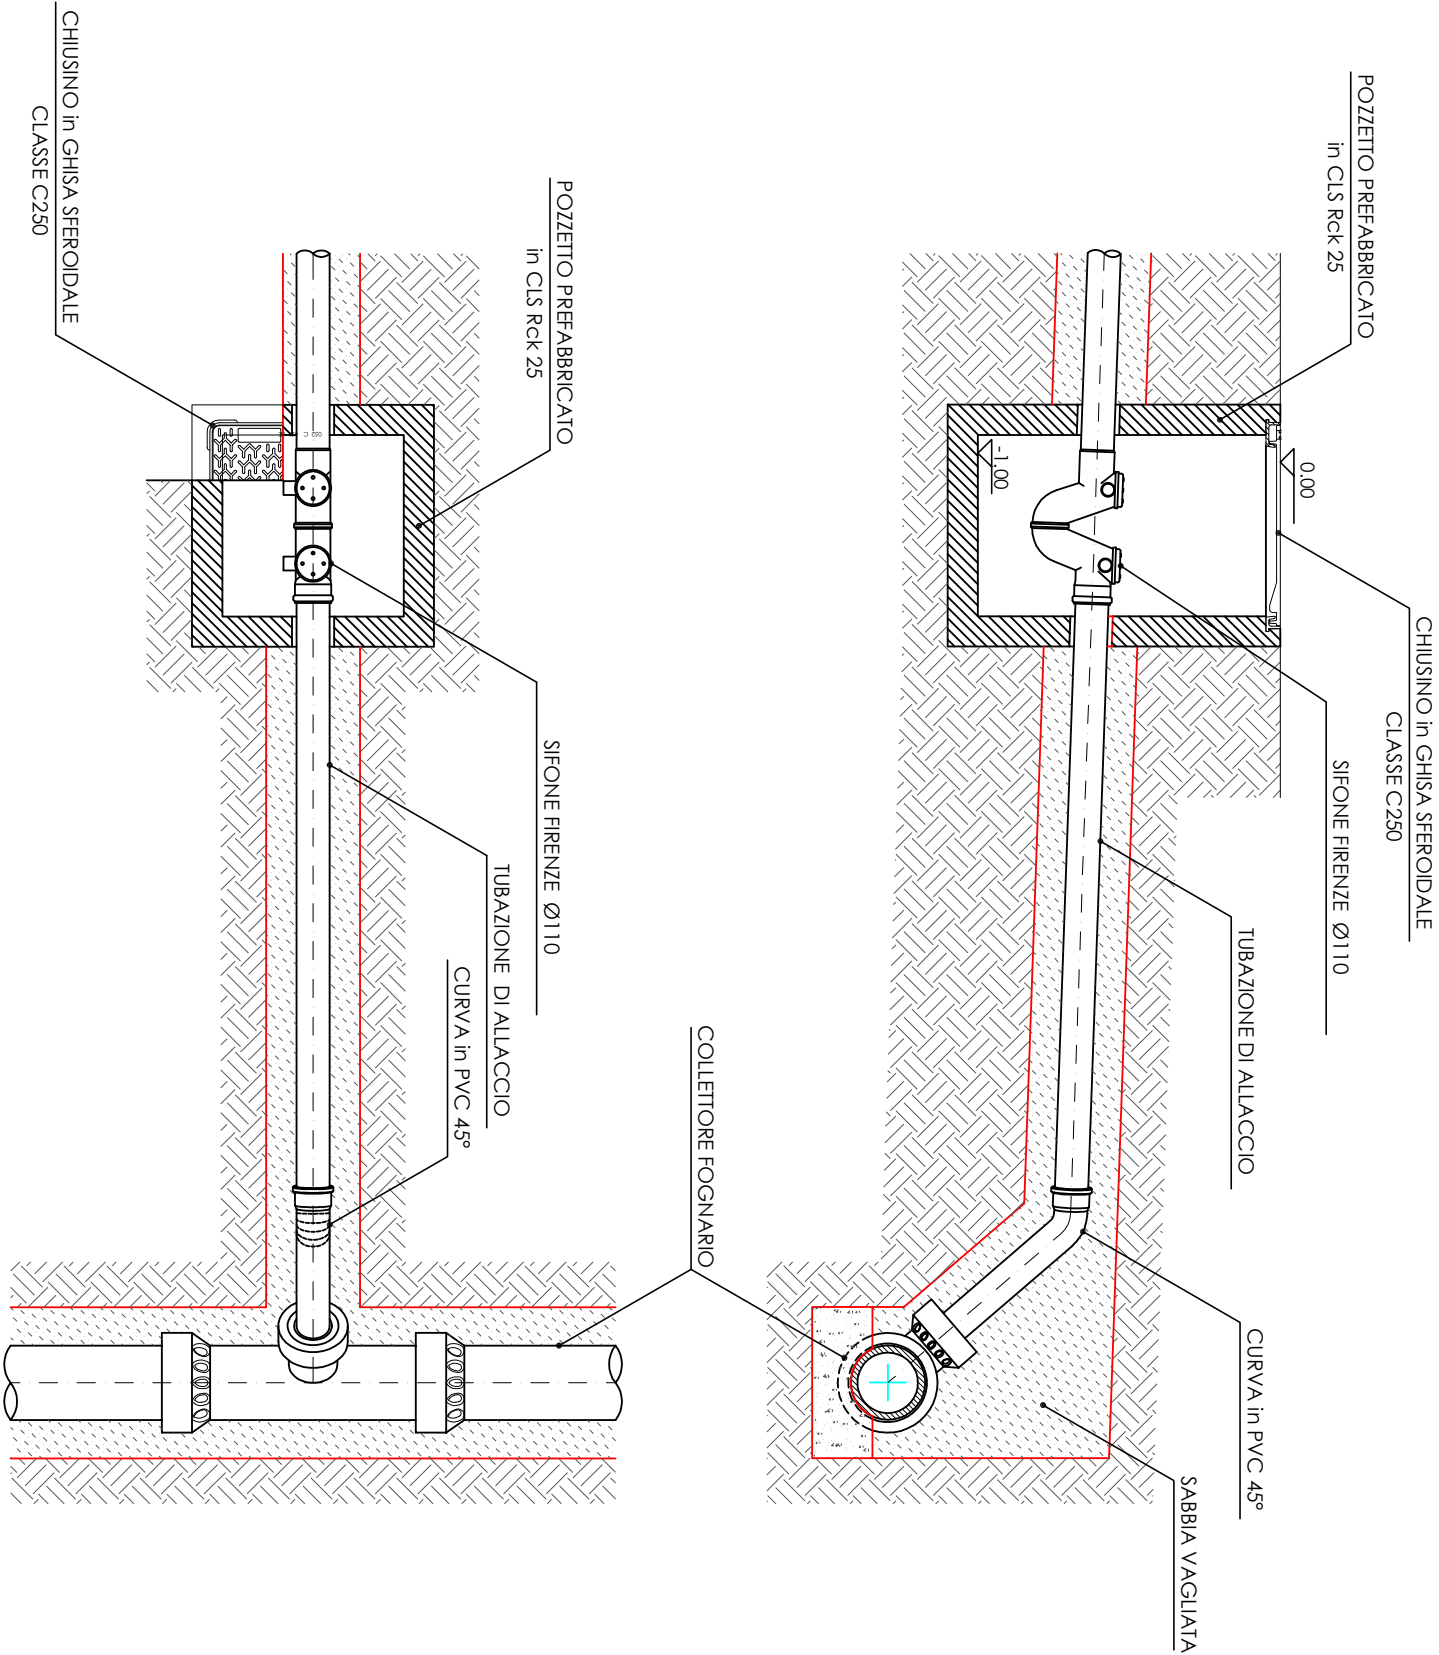 POZZETTO PREFABBRICATO
in CLS Rck 25
0.00
-1.00
CHIUSINO in GHISA SFEROIDALE
CLASSE C250
SIFONE FIRENZE Ø110
TUBAZIONE DI ALLACCIO
CURVA in PVC 45°
SABBIA VAGLIATA
COLLETTORE FOGNARIO
POZZETTO PREFABBRICATO
in CLS Rck 25
SIFONE FIRENZE Ø110
TUBAZIONE DI ALLACCIO
CURVA in PVC 45°
CHIUSINO in GHISA SFEROIDALE
CLASSE C250